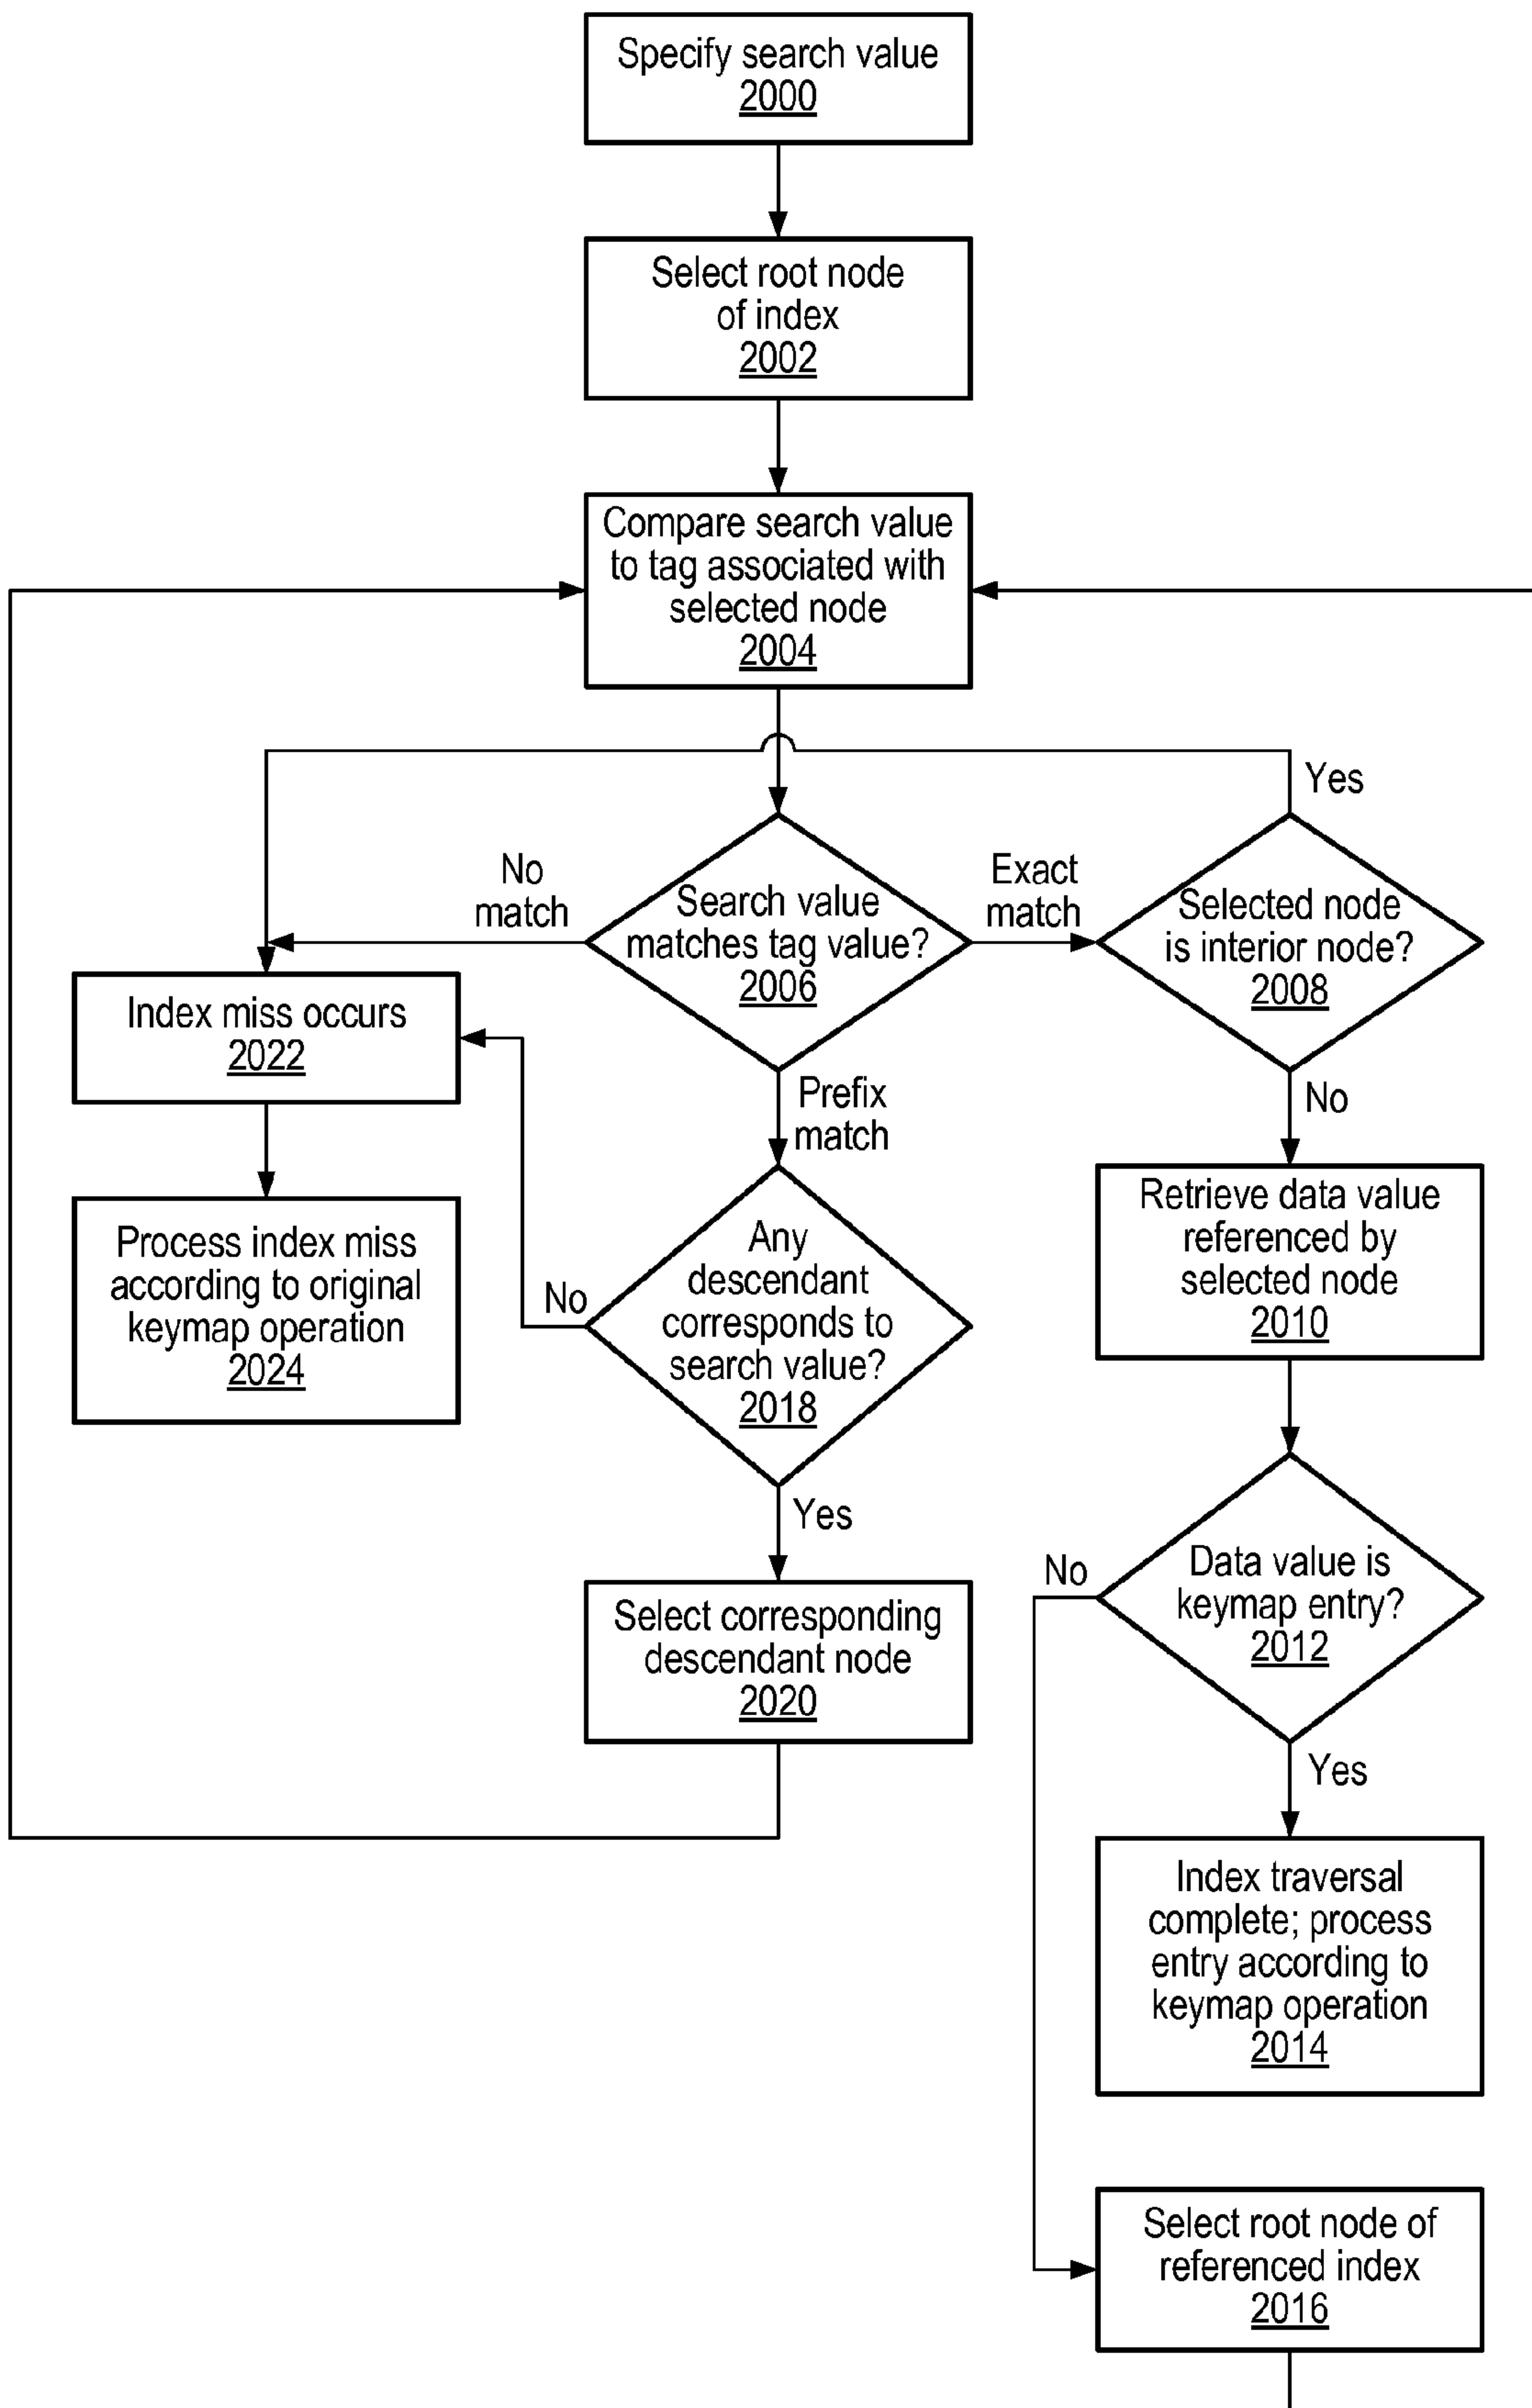 Specify search value
2000
Select root node
of index
2002
Compare search value
to tag associated with
selected node
2004
Yes
No
match
Search value
matches tag value?
2006
Exact
match
Selected node
is interior node?
2008
Index miss occurs
2022
Prefix
match
No
Process index miss
according to original
keymap operation
2024
No
Any
descendant
corresponds to
search value?
2018
Retrieve data value
referenced by
selected node
2010
Yes
Select corresponding
descendant node
2020
No
Data value is
keymap entry?
2012
Yes
Index traversal
complete; process
entry according to
keymap operation
2014
Select root node of
referenced index
2016